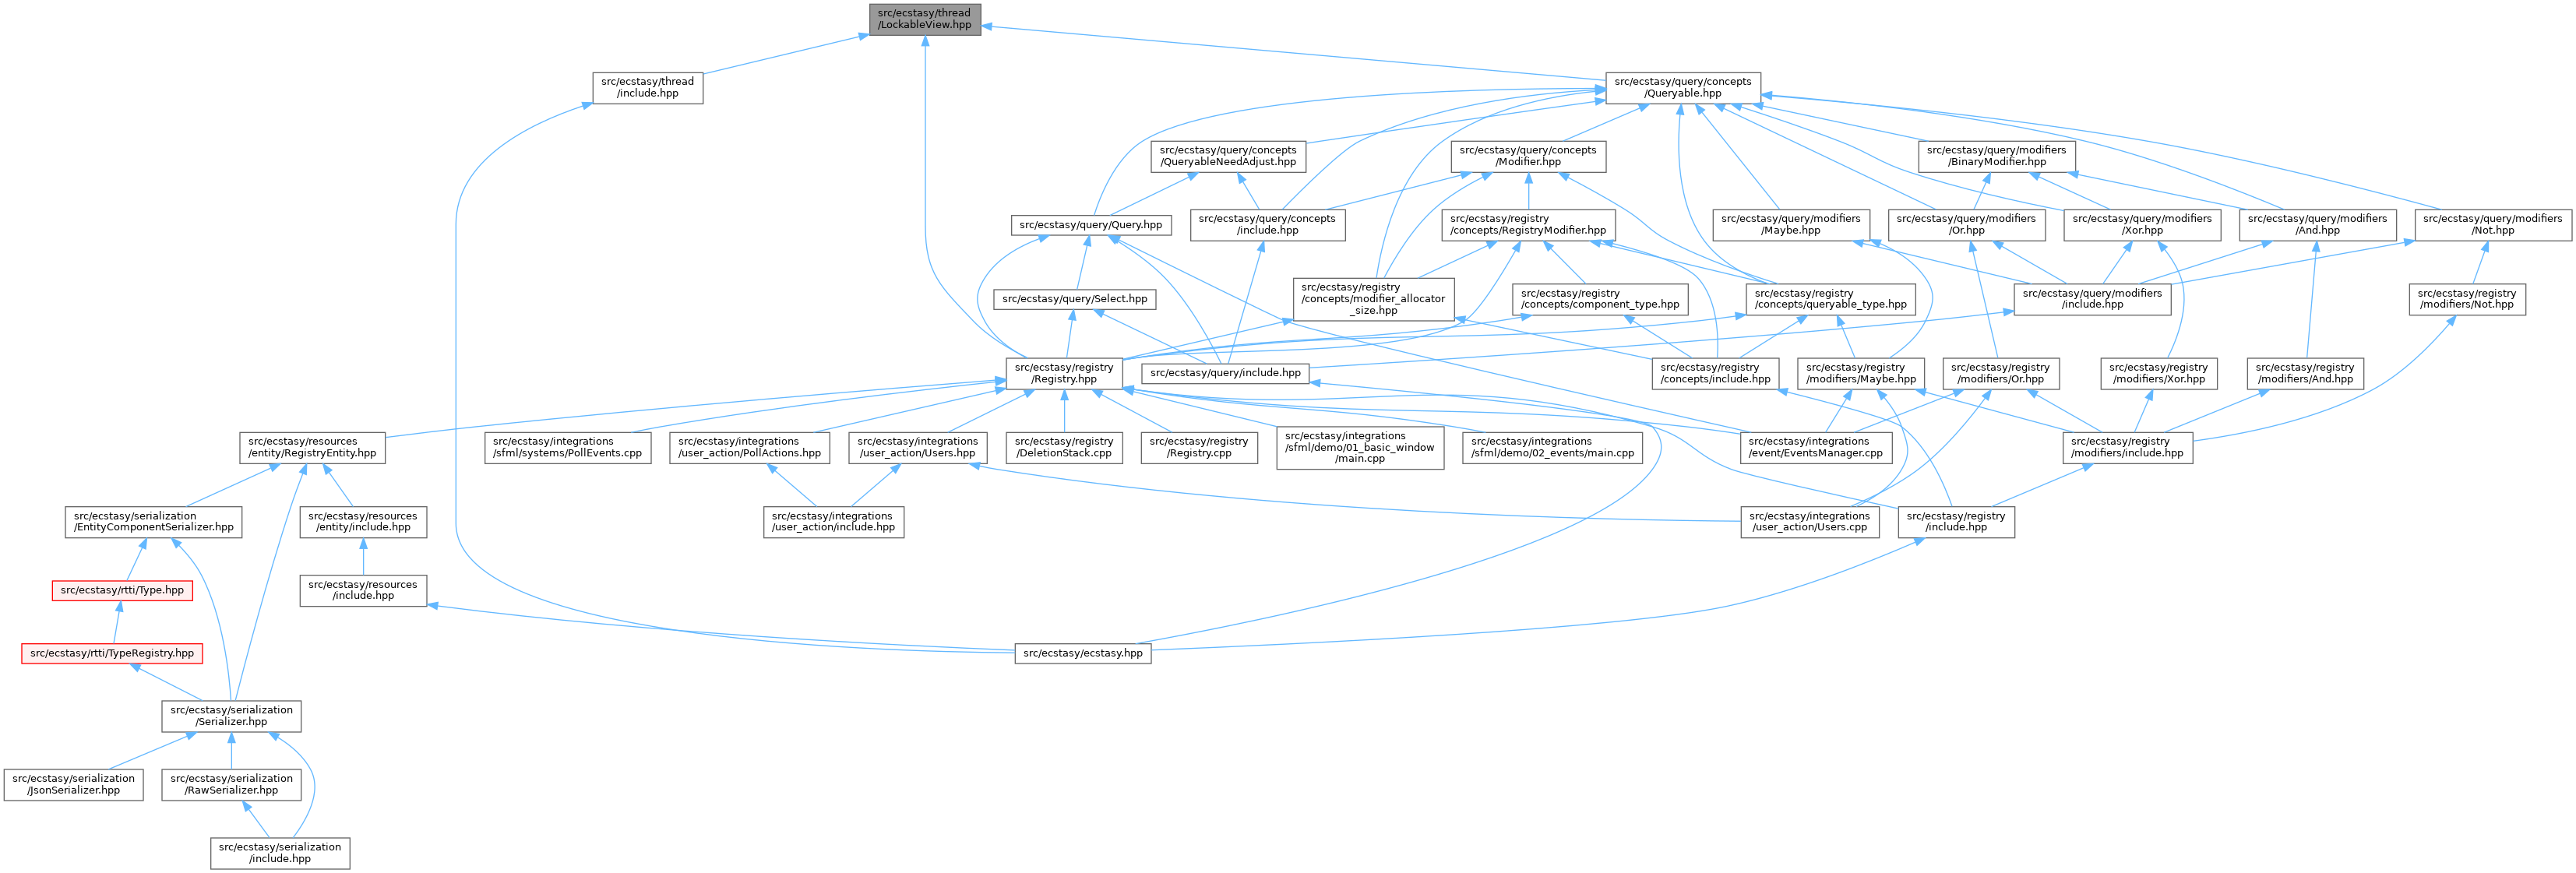 src/ecstasy/thread
/LockableView.hpp
src/ecstasy/thread
/include.hpp
src/ecstasy/query/concepts
/Queryable.hpp
src/ecstasy/query/concepts
/QueryableNeedAdjust.hpp
src/ecstasy/query/concepts
/Modifier.hpp
src/ecstasy/query/modifiers
/BinaryModifier.hpp
src/ecstasy/query/Query.hpp
src/ecstasy/query/concepts
/include.hpp
src/ecstasy/registry
/concepts/RegistryModifier.hpp
src/ecstasy/query/modifiers
/Maybe.hpp
src/ecstasy/query/modifiers
/Or.hpp
src/ecstasy/query/modifiers
/Xor.hpp
src/ecstasy/query/modifiers
/And.hpp
src/ecstasy/query/modifiers
/Not.hpp
src/ecstasy/query/Select.hpp
src/ecstasy/registry
/concepts/modifier_allocator
_size.hpp
src/ecstasy/registry
/concepts/component_type.hpp
src/ecstasy/registry
/concepts/queryable_type.hpp
src/ecstasy/query/modifiers
/include.hpp
src/ecstasy/registry
/modifiers/Not.hpp
src/ecstasy/registry
/Registry.hpp
src/ecstasy/query/include.hpp
src/ecstasy/registry
/concepts/include.hpp
src/ecstasy/registry
/modifiers/Maybe.hpp
src/ecstasy/registry
/modifiers/Or.hpp
src/ecstasy/registry
/modifiers/Xor.hpp
src/ecstasy/registry
/modifiers/And.hpp
src/ecstasy/resources
/entity/RegistryEntity.hpp
src/ecstasy/integrations
/sfml/systems/PollEvents.cpp
src/ecstasy/integrations
/user_action/PollActions.hpp
src/ecstasy/integrations
/user_action/Users.hpp
src/ecstasy/registry
/DeletionStack.cpp
src/ecstasy/registry
/Registry.cpp
src/ecstasy/integrations
/sfml/demo/01_basic_window
/main.cpp
src/ecstasy/integrations
/sfml/demo/02_events/main.cpp
src/ecstasy/integrations
/event/EventsManager.cpp
src/ecstasy/registry
/modifiers/include.hpp
src/ecstasy/serialization
/EntityComponentSerializer.hpp
src/ecstasy/resources
/entity/include.hpp
src/ecstasy/integrations
/user_action/include.hpp
src/ecstasy/integrations
/user_action/Users.cpp
src/ecstasy/registry
/include.hpp
src/ecstasy/rtti/Type.hpp
src/ecstasy/resources
/include.hpp
src/ecstasy/rtti/TypeRegistry.hpp
src/ecstasy/ecstasy.hpp
src/ecstasy/serialization
/Serializer.hpp
src/ecstasy/serialization
/JsonSerializer.hpp
src/ecstasy/serialization
/RawSerializer.hpp
src/ecstasy/serialization
/include.hpp